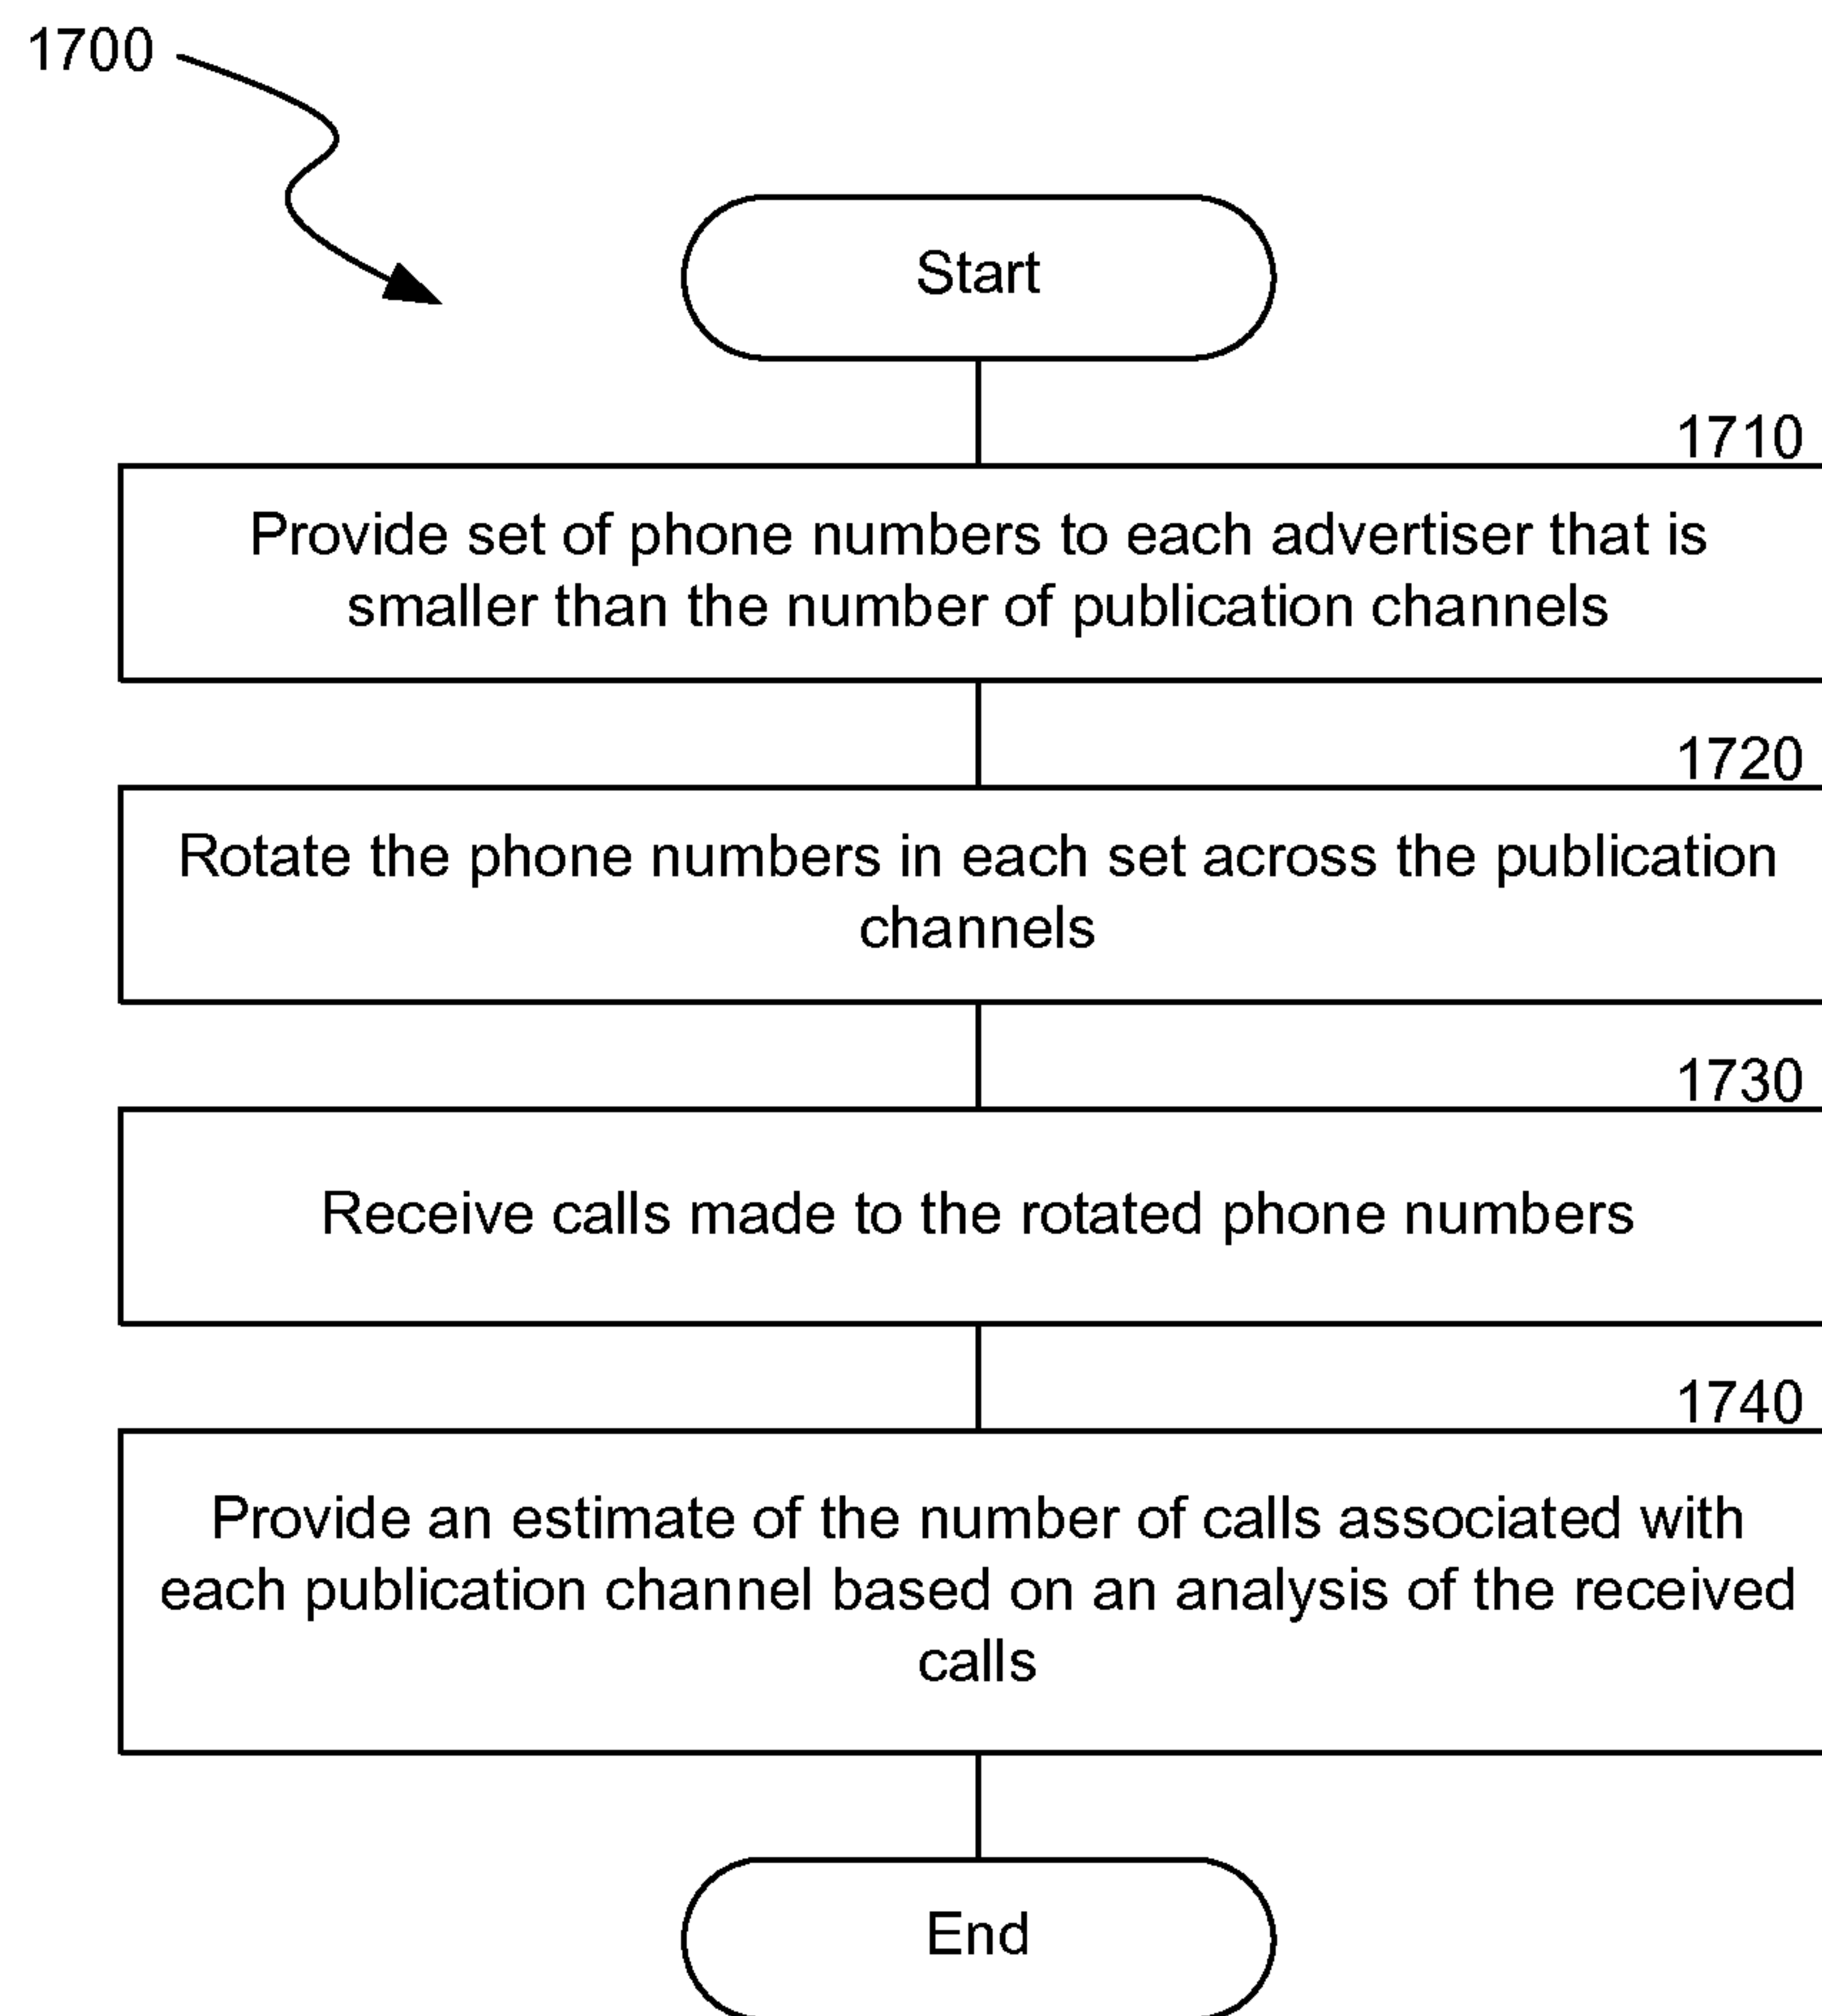 1700
Start
1710
Provide set of phone numbers to each advertiser that is
smaller than the number of publication channels
1720
Rotate the phone numbers in each set across the publication
channels
1730
Receive calls made to the rotated phone numbers
1740
Provide an estimate of the number of calls associated with
each publication channel based on an analysis of the received
calls
End